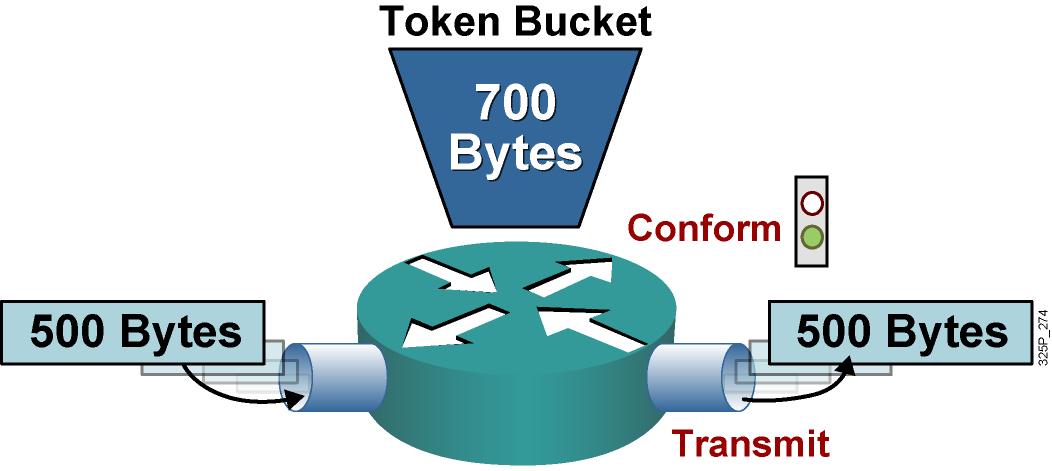 Token Bucket
700
Bytes
Conform
500 Bytes
500 Bytes
325P_274
Transmit